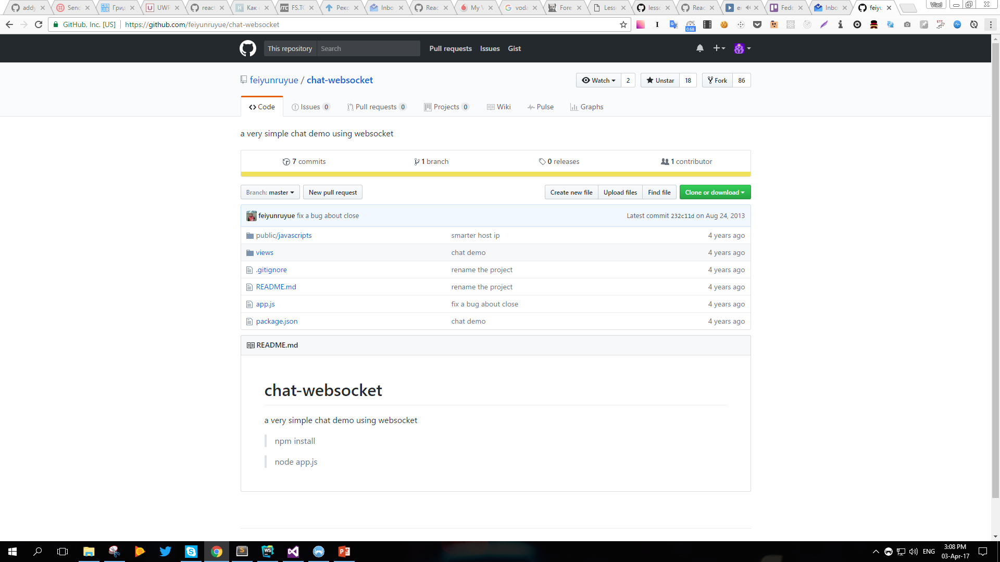 addy
Send
Грид
UWF
react
Как
FS.TO
Реко
Inbo
Reac
My V
voda
Fore
Less
lesso
Reac
er
Fedo
Inbo
feiyu
Vlad
GitHub, Inc. [US] | https://github.com/feiyunruyue/chat-websocket
0.68
This repository Search Pull requests Issues Gist
feiyunruyue / chat-websocket
Watch 2 Unstar 18 Fork 86
Code Issues 0 Pull requests 0 Projects 0 Wiki Pulse Graphs
a very simple chat demo using websocket
7 commits 1 branch 0 releases 1 contributor
Branch: master New pull request Create new file Upload files Find file Clone or download
feiyunruyue fix a bug about close Latest commit 232c11d on Aug 24, 2013
public/javascripts smarter host ip 4 years ago
views chat demo 4 years ago
.gitignore rename the project 4 years ago
README.md rename the project 4 years ago
app.js fix a bug about close 4 years ago
package.json chat demo 4 years ago
README.md
chat-websocket
a very simple chat demo using websocket
npm install
node app.js
ENG
3:08 PM
03-Apr-17